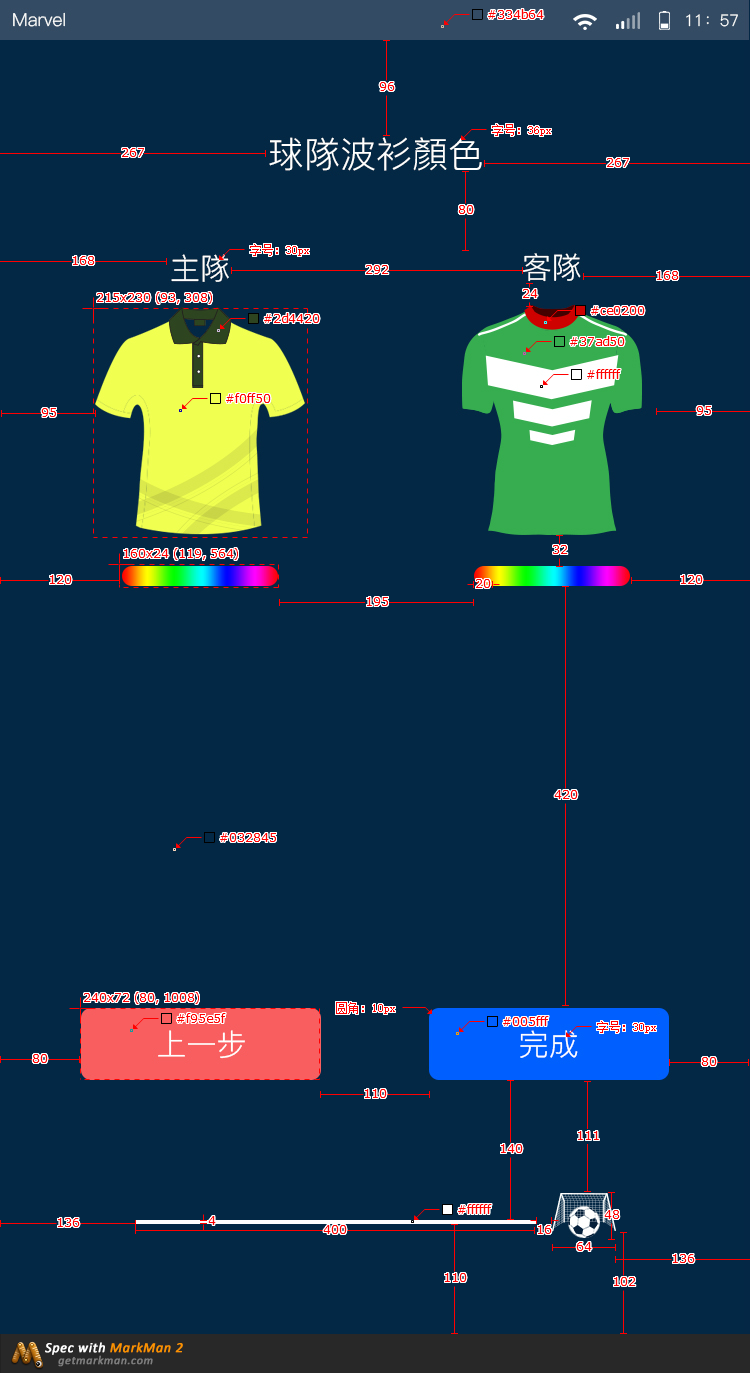 Marvel
#334b64
11: 57
96
字号: 36px
267
球隊波衫顏色
267
80
字号: 30px
168
主隊
292
客隊
168
215x230 (93, 308)
24
#2d4420
#ce0200
#37ad50
#ffffff
#f0ff50
95
95
160x24 (119, 564)
32
120
20
120
195
420
#032845
240x72 (80, 1008)
圆角: 10px
#f95e5f
#005fff
字号: 30px
上一步
完成
80
80
110
111
140
#ffffff
136
4
48
400
16
64
136
110
102
Spec with MarkMan 2
getmarkman.com